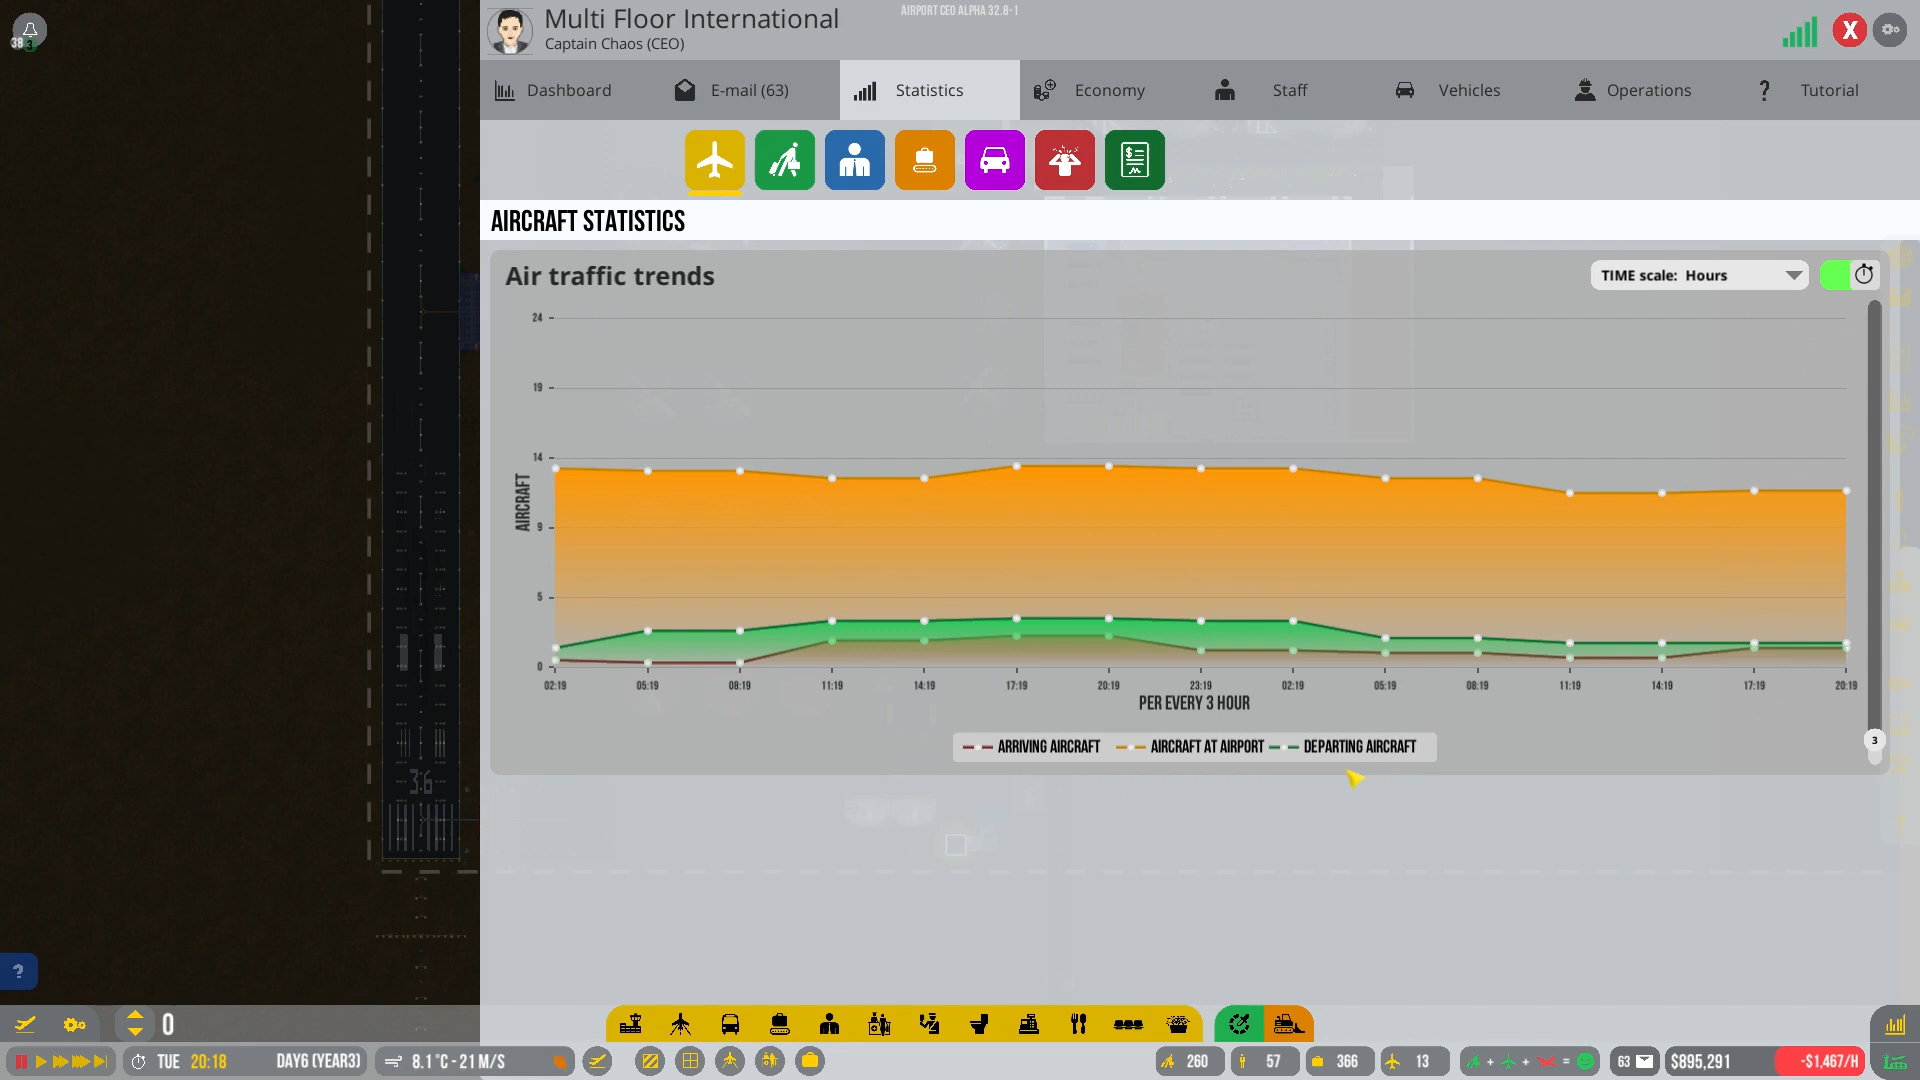 AIRPORT CEO ALPHA 32.8-1
Multi Floor International
Captain Chaos (CEO)
38
3
X
Dashboard
E-mail (63)
Statistics
Economy
Staff
Vehicles
Operations
? Tutorial
AIRCRAFT STATISTICS
Air traffic trends
TIME scale: Hours
24
19
14
9
5
0
AIRCRAFT
02:19 05:19 08:19 11:19 14:19 17:19 20:19 23:19 02:19 05:19 08:19 11:19 14:19 17:19 20:19
PER EVERY 3 HOUR
ARRIVING AIRCRAFT AIRCRAFT AT AIRPORT DEPARTING AIRCRAFT
3
36
?
0
TUE 20:18 DAY6 (YEAR3)
8.1°C - 21 M/S
260
57
366
13
+ + =
63
$895,291
-$1,467/H